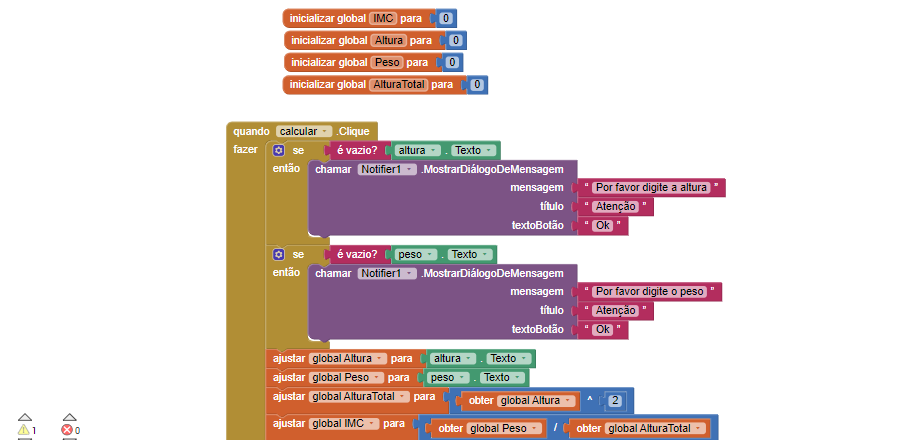 inicializar global IMC para 0
inicializar global Altura para 0
inicializar global Peso para 0
inicializar global AlturaTotal para 0
quando calcular .Clique
fazer se é vazio? altura . Texto
então chamar Notifier1 .MostrarDiálogoDeMensagem
mensagem “ Por favor digite a altura ”
título “ Atenção ”
textoBotão “ Ok ”
se é vazio? peso . Texto
então chamar Notifier1 .MostrarDiálogoDeMensagem
mensagem “ Por favor digite o peso ”
título “ Atenção ”
textoBotão “ Ok ”
ajustar global Altura para altura . Texto
ajustar global Peso para peso . Texto
ajustar global AlturaTotal para obter global Altura ^ 2
ajustar global IMC para obter global Peso / obter global AlturaTotal
1 0